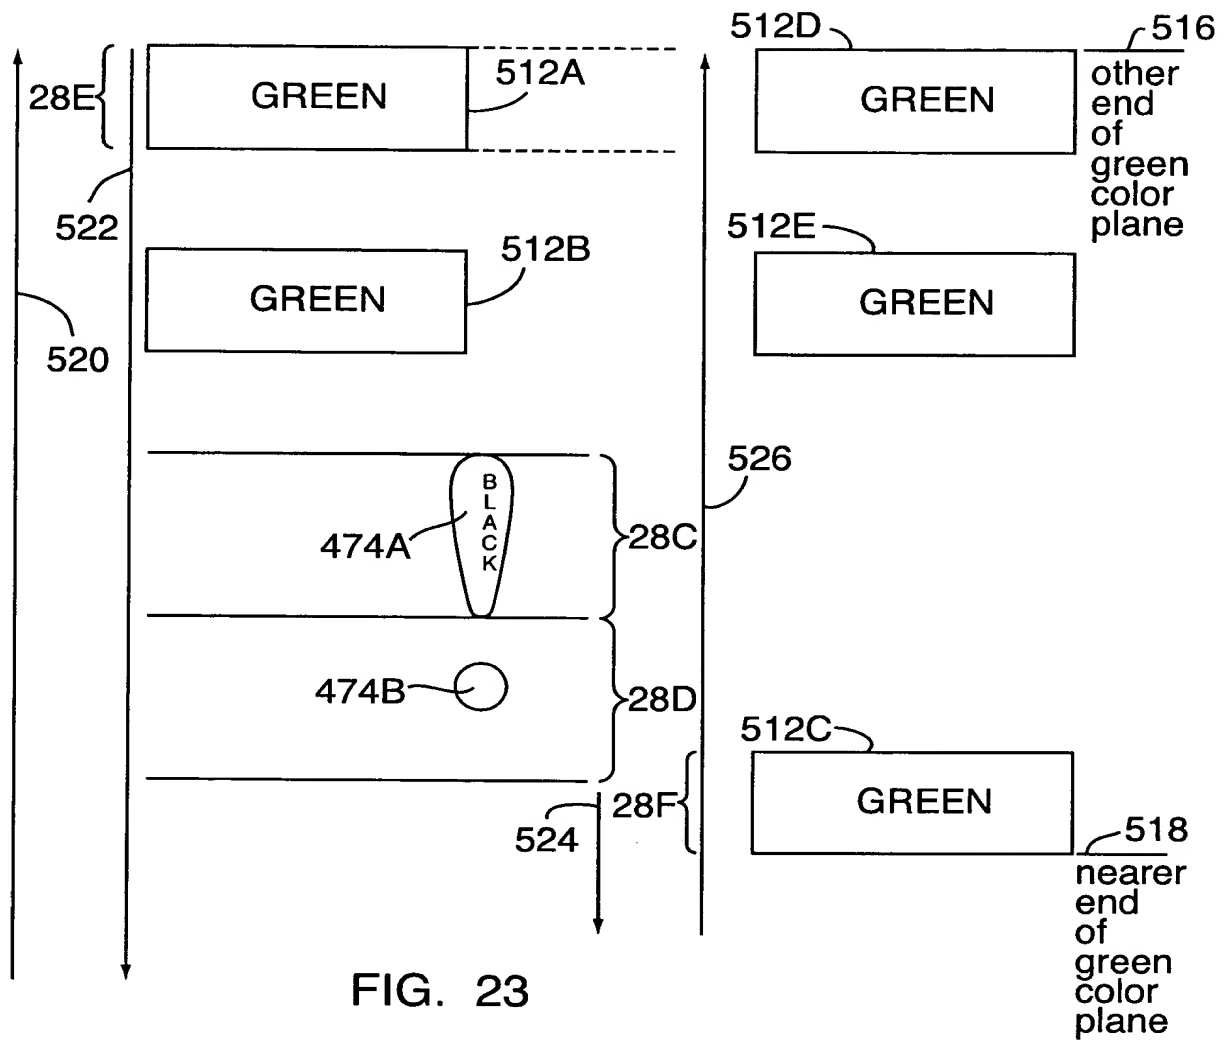 512D
516
28E
GREEN
512A
GREEN
other
end
of
green
color
plane
522
512B
512E
GREEN
GREEN
520
526
BLACK
474A
28C
474B
28D
512C
28F
GREEN
524
518
nearer
end
of
green
color
plane
FIG. 23